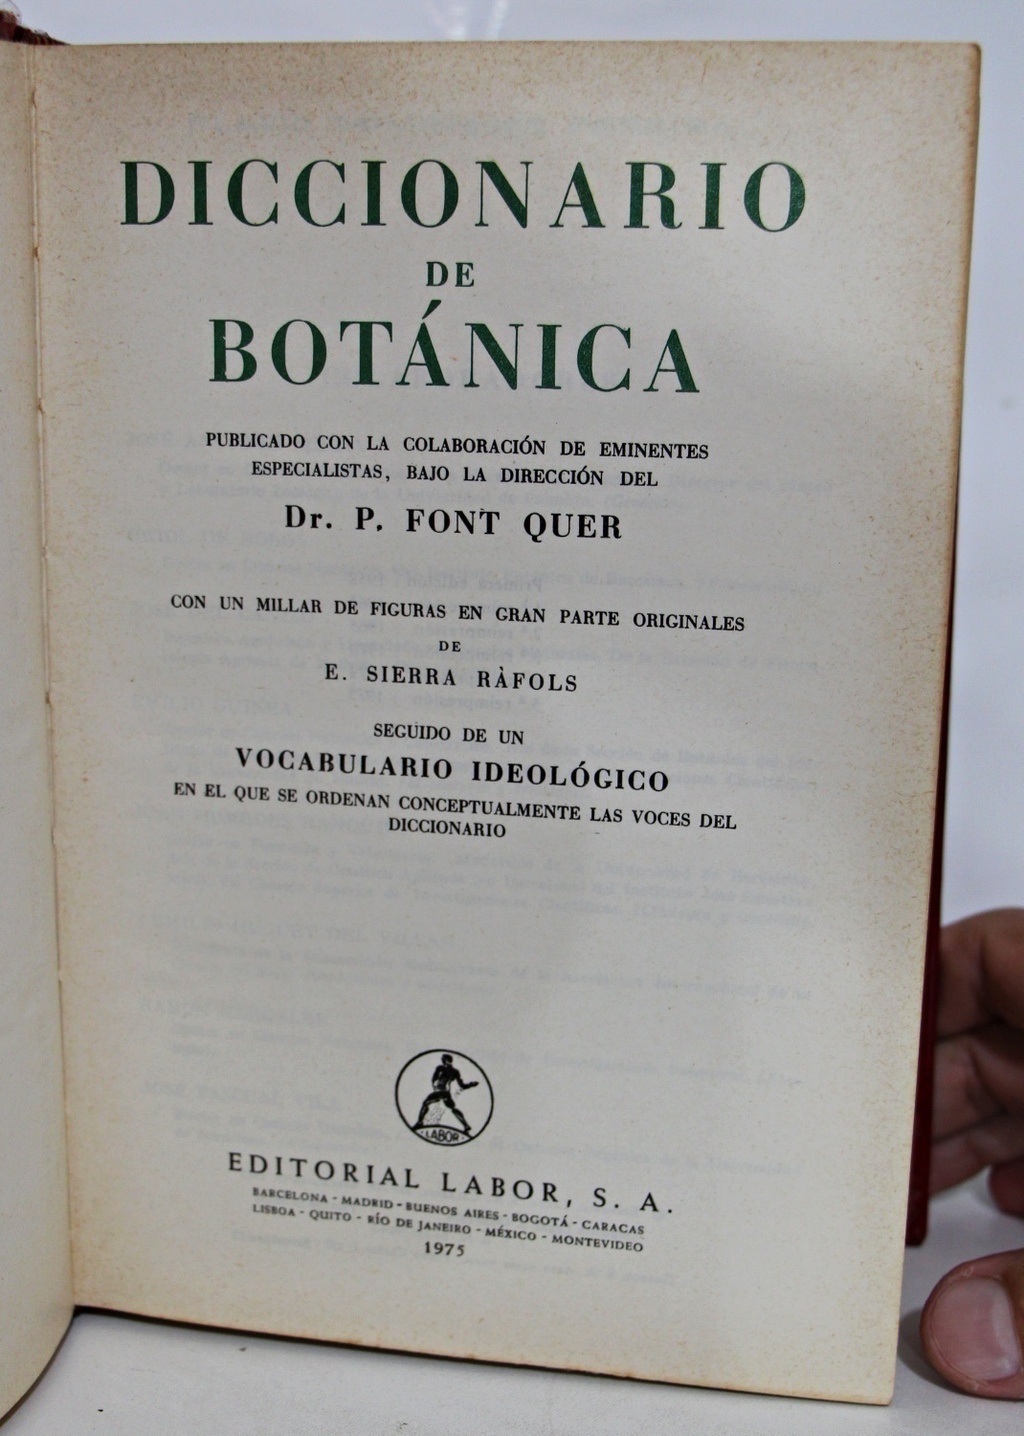 DICCIONARIO
DE
BOTÁNICA
PUBLICADO CON LA COLABORACIÓN DE EMINENTES
ESPECIALISTAS, BAJO LA DIRECCIÓN DEL
Dr. P. FONT QUER
CON UN MILLAR DE FIGURAS EN GRAN PARTE ORIGINALES
DE
E. SIERRA RÀFOLS
SEGUIDO DE UN
VOCABULARIO IDEOLÓGICO
EN EL QUE SE ORDENAN CONCEPTUALMENTE LAS VOCES DEL
DICCIONARIO
LABOR
EDITORIAL LABOR, S. A.
BARCELONA - MADRID - BUENOS AIRES - BOGOTÁ - CARACAS
LISBOA - QUITO - RÍO DE JANEIRO - MÉXICO - MONTEVIDEO
1975